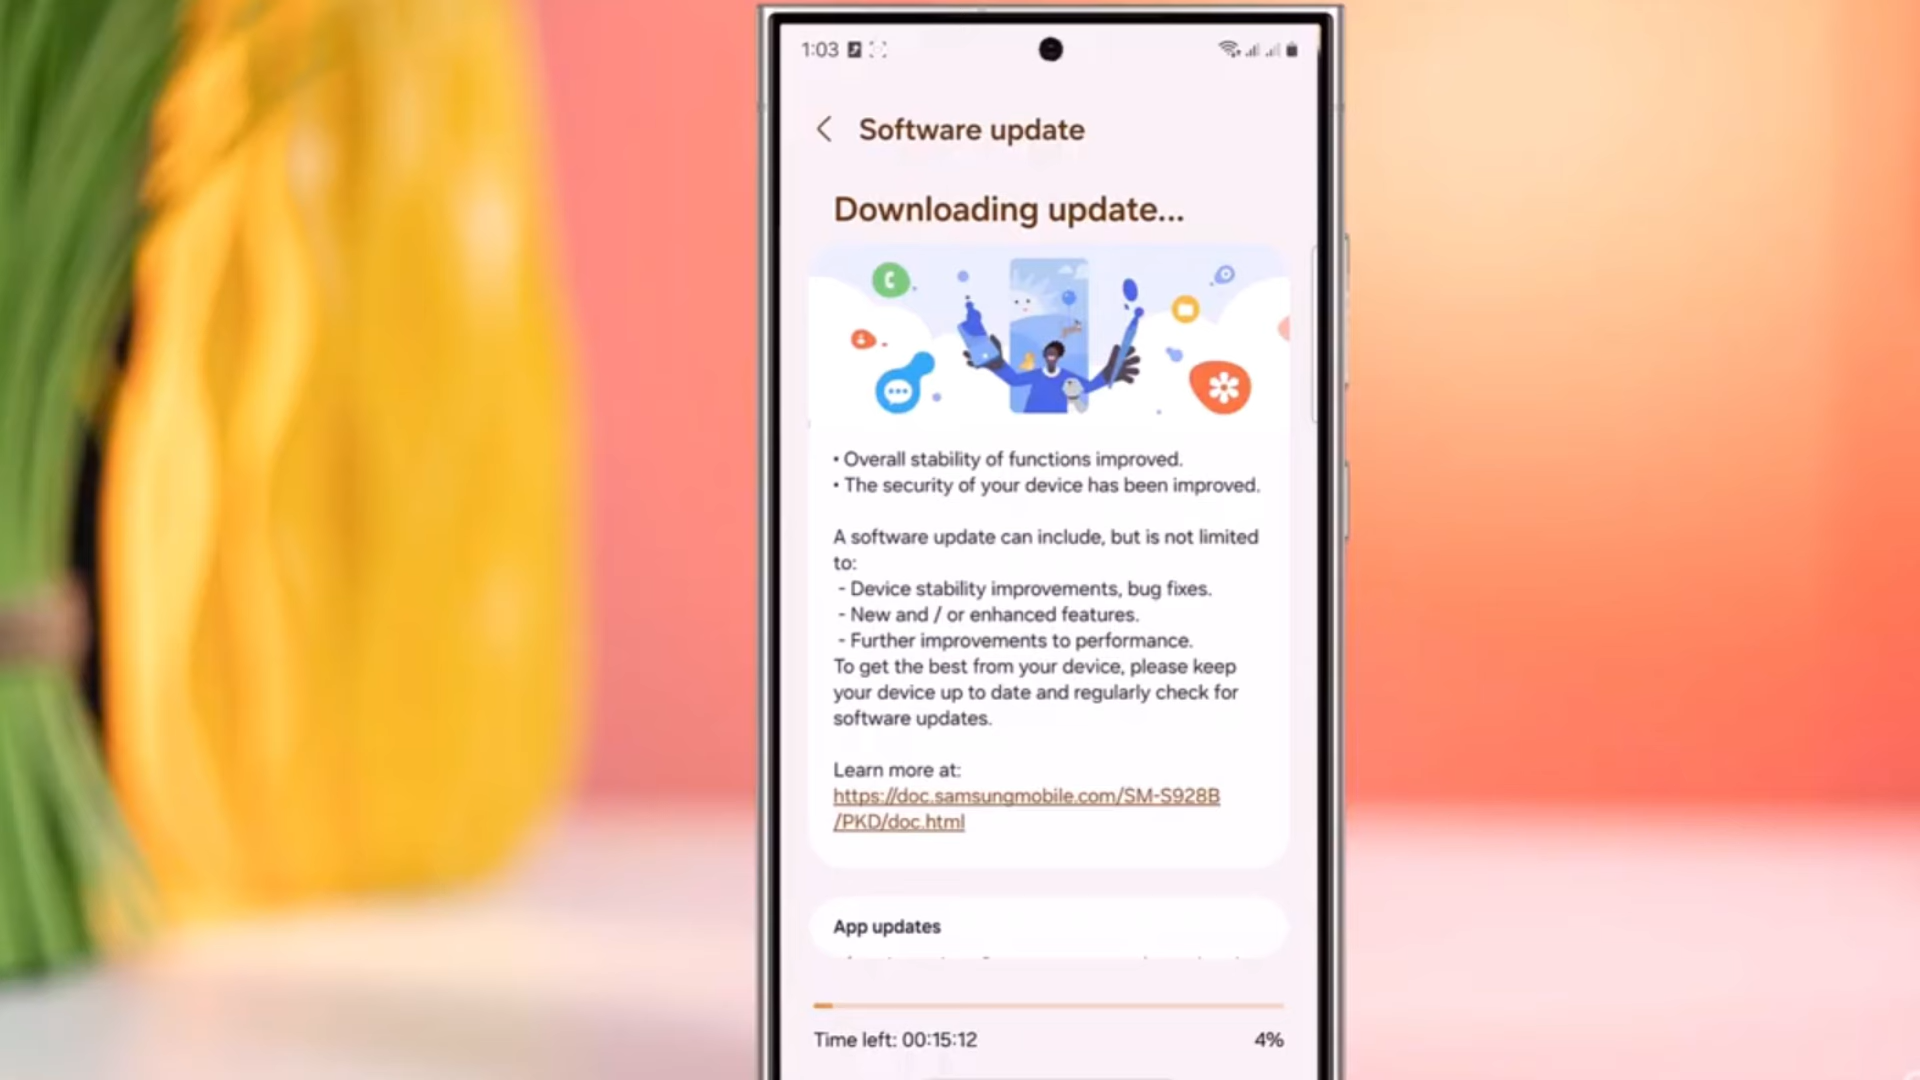 1:03
Software update
Downloading update...
• Overall stability of functions improved.
• The security of your device has been improved.
A software update can include, but is not limited
to:
- Device stability improvements, bug fixes.
- New and / or enhanced features.
- Further improvements to performance.
To get the best from your device, please keep
your device up to date and regularly check for
software updates.
Learn more at:
https://doc.samsungmobile.com/SM-S928B
/PKD/doc.html
App updates
Time left: 00:15:12
4%